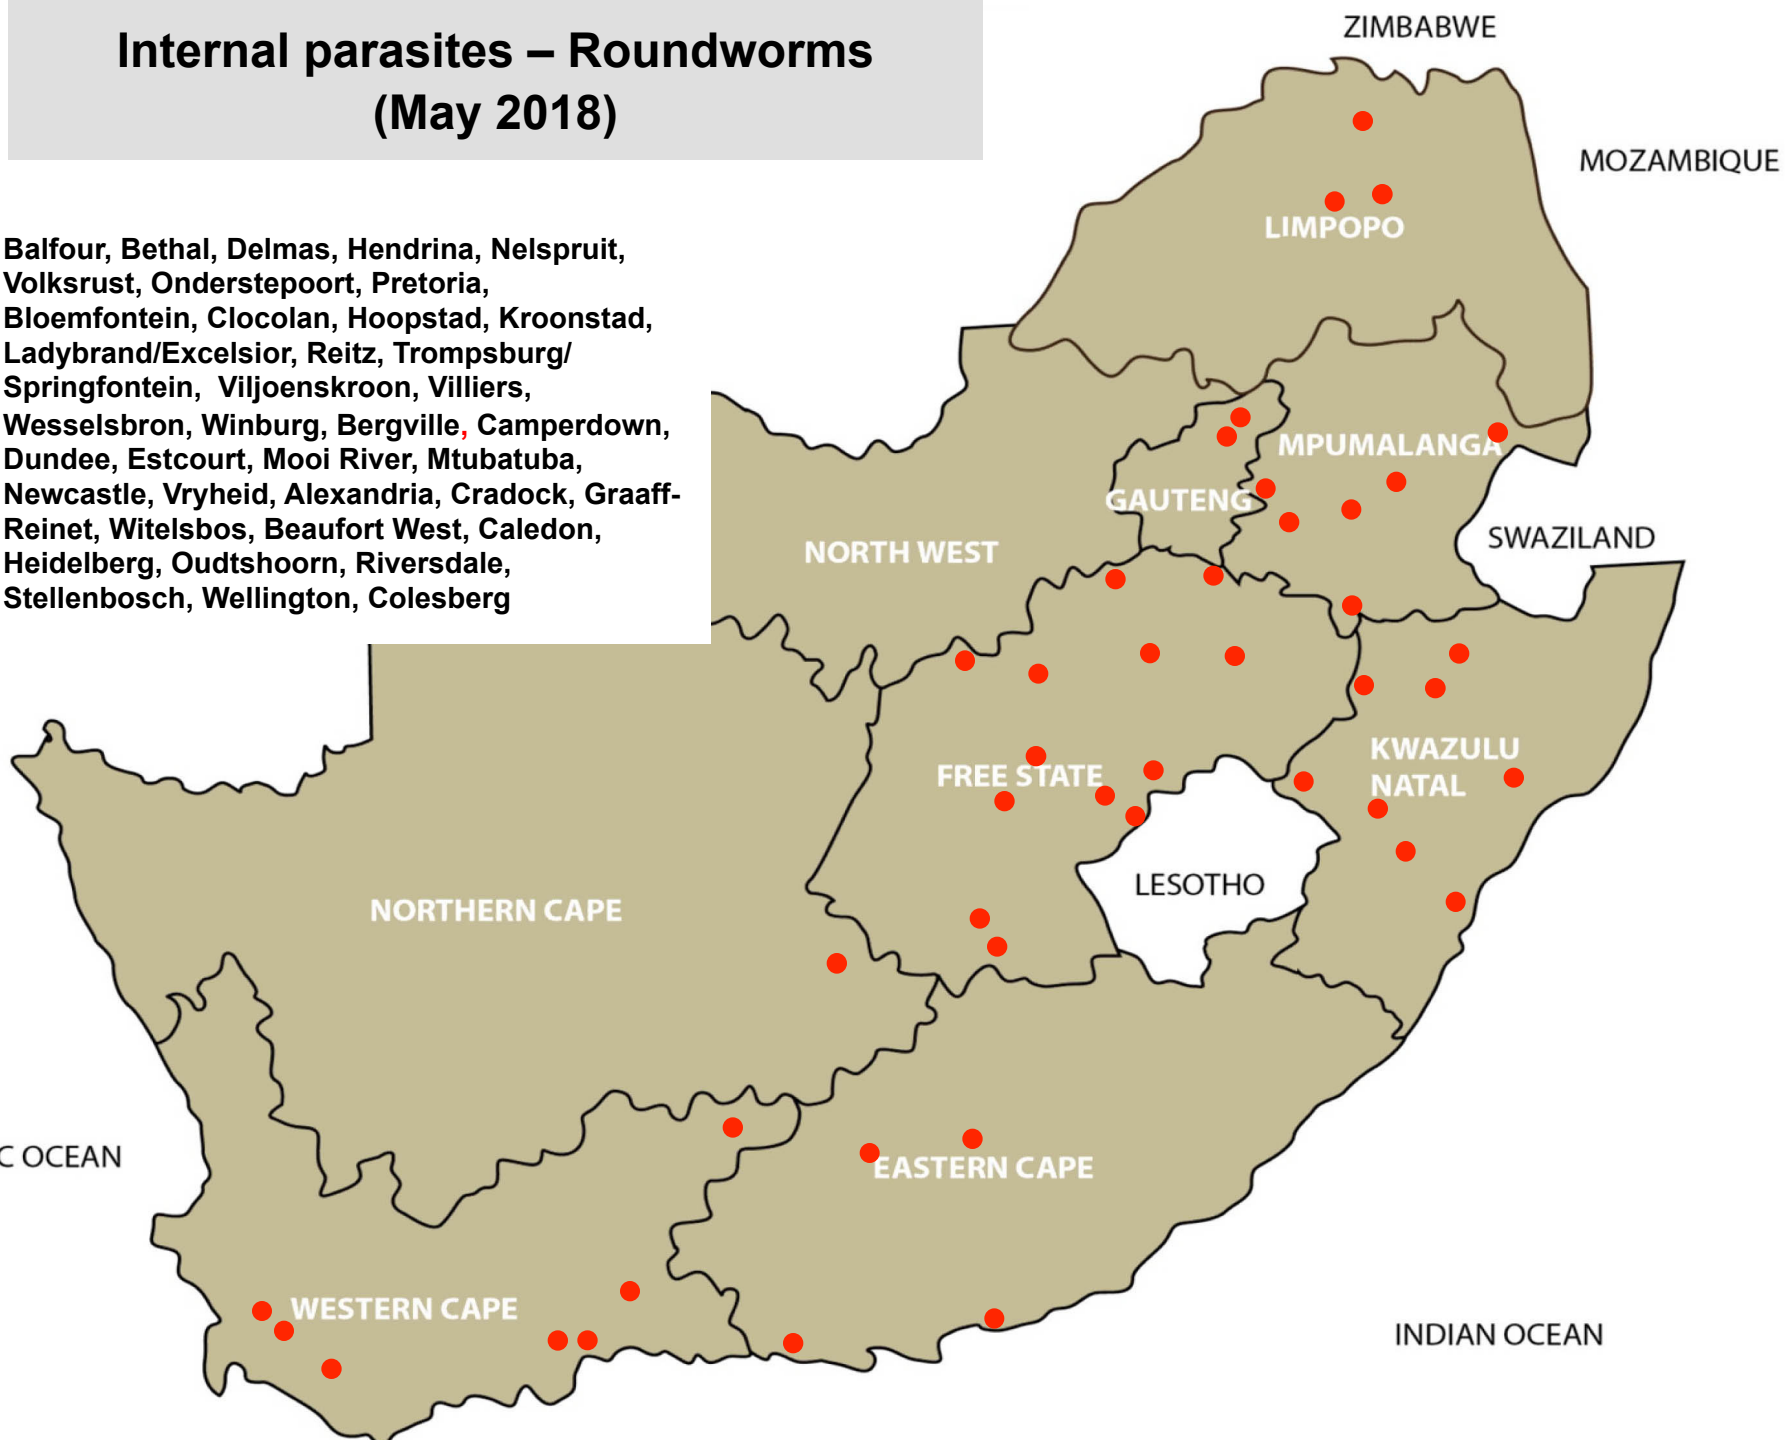 Internal parasites – Roundworms
(May 2018)
Balfour, Bethal, Delmas, Hendrina, Nelspruit,
Volksrust, Onderstepoort, Pretoria,
Bloemfontein, Clocolan, Hoopstad, Kroonstad,
Ladybrand/Excelsior, Reitz, Trompsburg/
Springfontein, Viljoenskroon, Villiers,
Wesselsbron, Winburg, Bergville, Camperdown,
Dundee, Estcourt, Mooi River, Mtubatuba,
Newcastle, Vryheid, Alexandria, Cradock, Graaff-
Reinet, Witelsbos, Beaufort West, Caledon,
Heidelberg, Oudtshoorn, Riversdale,
Stellenbosch, Wellington, Colesberg
ZIMBABWE
MOZAMBIQUE
LIMPOPO
MPUMALANGA
GAUTENG
SWAZILAND
NORTH WEST
KWAZULU
NATAL
FREE STATE
LESOTHO
NORTHERN CAPE
C OCEAN
EASTERN CAPE
WESTERN CAPE
INDIAN OCEAN